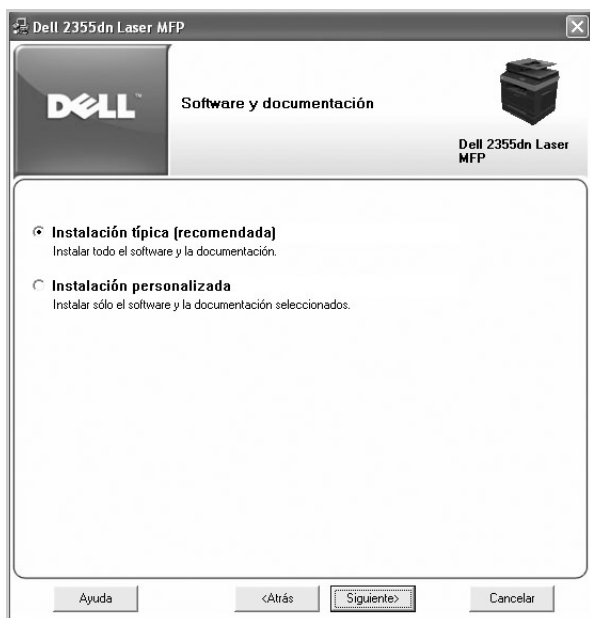 Dell 2355dn Laser MFP
DELL™
Software y documentación
Dell 2355dn Laser
MFP
Instalación típica (recomendada)
Instalar todo el software y la documentación.
Instalación personalizada
Instalar sólo el software y la documentación seleccionados.
Ayuda
<Atrás
Siguiente>
Cancelar